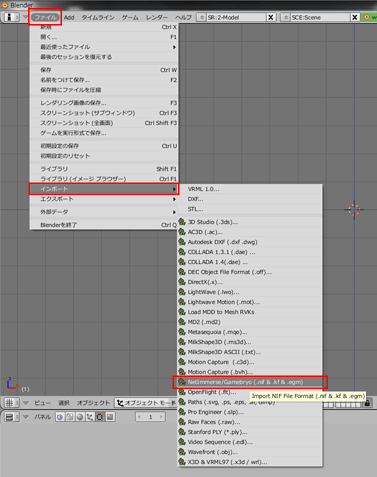 Blender
ファイル Add タイムライン ゲーム レンダー ヘルプ SR:2-Model SCE:Scene
新規 Ctrl X
開く... F1
最近使ったファイル
最後のセッションを復元する
保存 Ctrl W
名前をつけて保存... F2
保存時にファイルを圧縮
レンダリング画像の保存... F3
スクリーンショット (サブウィンドウ) Ctrl F3
スクリーンショット (全画面) Ctrl Shift F3
ゲームを実行形式で保存...
初期設定の保存 Ctrl U
初期設定のリセット
ライブラリ Shift F1
ライブラリ (イメージ ブラウザー) Ctrl F1
インポート
エクスポート
外部データ
Blenderを終了 Ctrl Q
VRML 1.0...
DXF...
STL...
3D Studio (.3ds)...
AC3D (.ac)...
Autodesk DXF (.dxf .dwg)
COLLADA 1.3.1 (.dae) ...
COLLADA 1.4(.dae) ...
DEC Object File Format (.off)...
DirectX(.x)...
LightWave (.lwo)...
Lightwave Motion (.mot)...
Load MDD to Mesh RVKs
MD2 (.md2)
Metasequoia (.mqo)...
MilkShape3D (.ms3d)...
MilkShape3D ASCII (.txt)...
Motion Capture (.c3d)...
Motion Capture (.bvh)...
NetImmerse/Gamebryo (.nif & .kf & .egm)
OpenFlight (.flt)...
Import NIF File Format (.nif & .kf & .egm)
Paths (.svg, .ps, .eps,
Pro Engineer (.slp)...
Raw Faces (.raw)...
Stanford PLY (*.ply)...
Video Sequence (.edl)...
Wavefront (.obj)...
X3D & VRML97 (.x3d / wrl)...
(1)
ビュー 選択 オブジェクト オブジェクトモード
パネル 1